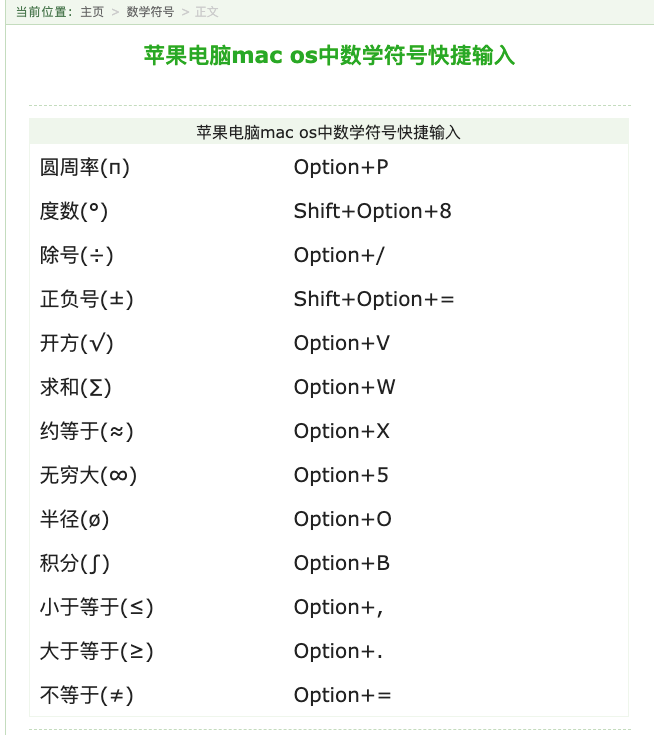 当前位置：主页 > 数学符号 > 正文
苹果电脑mac os中数学符号快捷输入
苹果电脑mac os中数学符号快捷输入
圆周率(п) Option+P
度数(°) Shift+Option+8
除号(÷) Option+/
正负号(±) Shift+Option+=
开方(√) Option+V
求和(∑) Option+W
约等于(≈) Option+X
无穷大(∞) Option+5
半径(ø) Option+O
积分(∫) Option+B
小于等于(≤) Option+,
大于等于(≥) Option+.
不等于(≠) Option+=